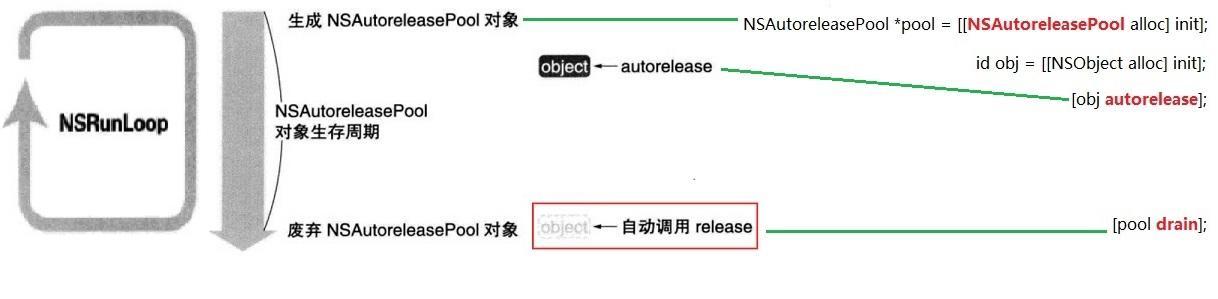 生成 NSAutoreleasePool 对象
NSAutoreleasePool *pool = [[NSAutoreleasePool alloc] init];
object
autorelease
id obj = [[NSObject alloc] init];
[obj autorelease];
NSRunLoop
NSAutoreleasePool
对象生存周期
废弃 NSAutoreleasePool 对象
object
自动调用 release
[pool drain];